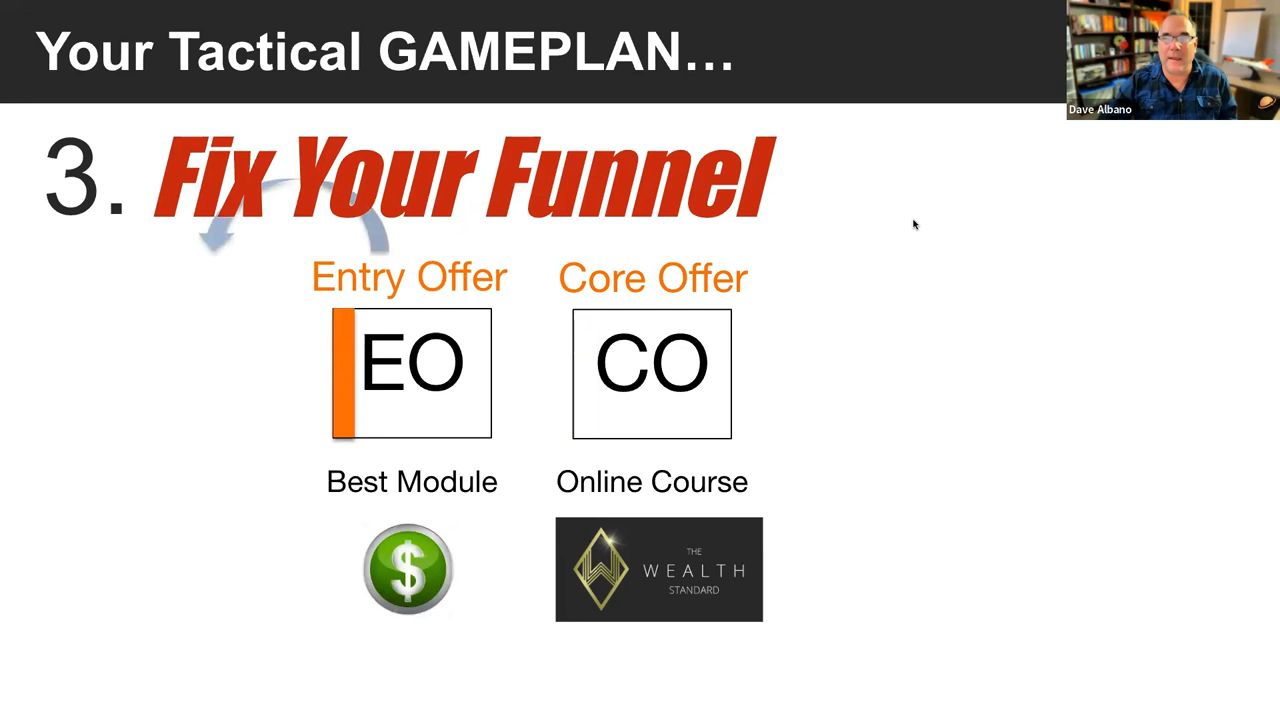 Your Tactical GAMEPLAN...
Dave Albano
3. Fix Your Funnel
Entry Offer
Core Offer
EO
CO
Best Module
Online Course
$
THE
WEALTH
STANDARD